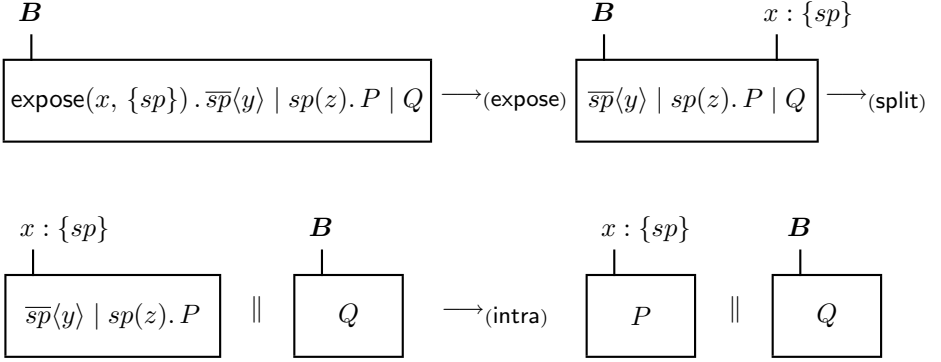 B B x : {sp}
expose(x, {sp}) . s̅p̅⟨y⟩ | sp(z). P | Q ⟶(expose) s̅p̅⟨y⟩ | sp(z). P | Q ⟶(split)
x : {sp} B x : {sp} B
s̅p̅⟨y⟩ | sp(z). P ‖ Q ⟶(intra) P ‖ Q